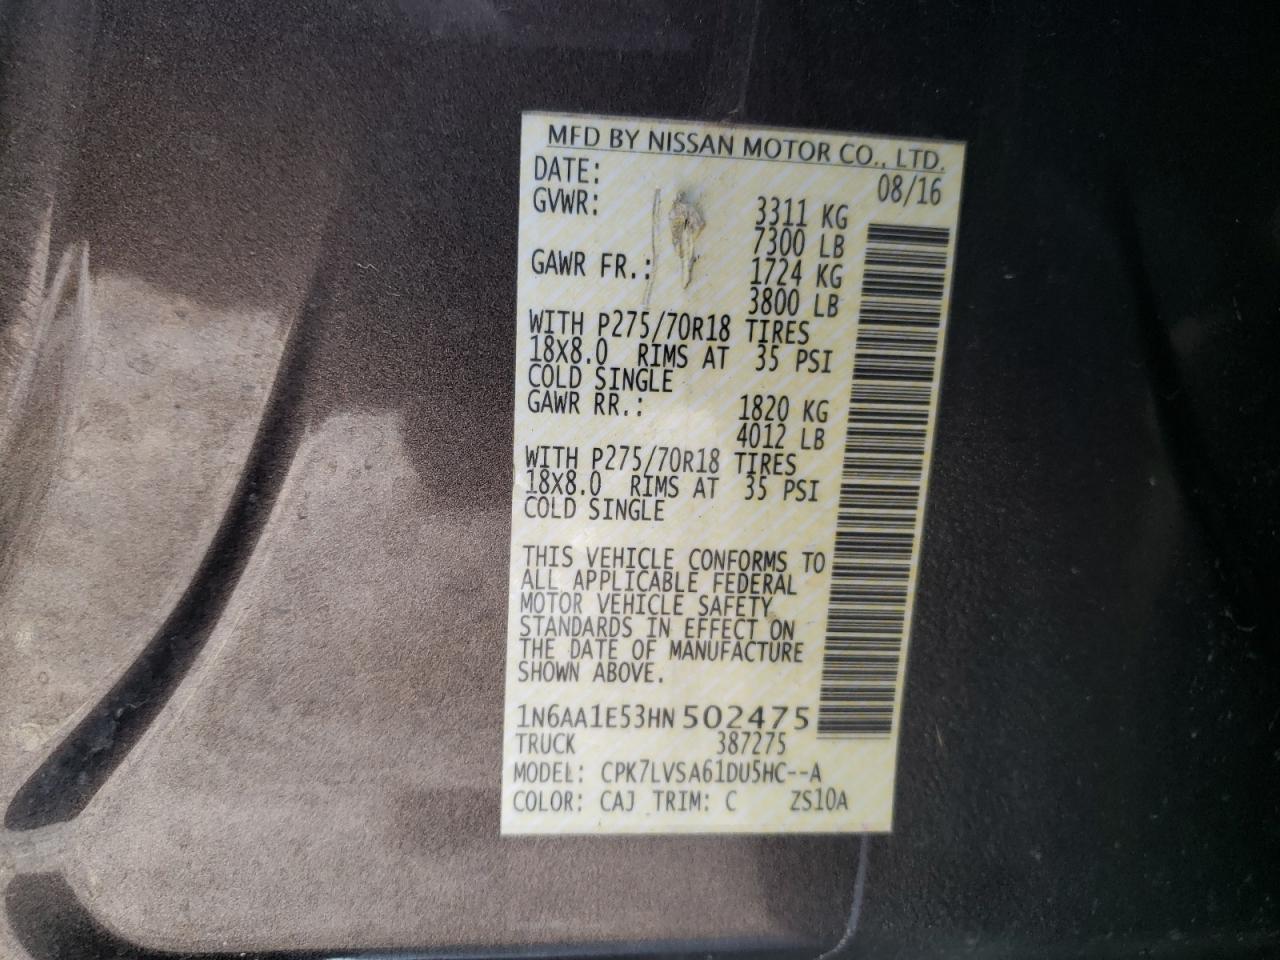 MFD BY NISSAN MOTOR CO., LTD.
DATE: 08/16
GVWR: 3311 KG
7300 LB
GAWR FR.: 1724 KG
3800 LB
WITH P275/70R18 TIRES
18X8.0 RIMS AT 35 PSI
COLD SINGLE
GAWR RR.: 1820 KG
4012 LB
WITH P275/70R18 TIRES
18X8.0 RIMS AT 35 PSI
COLD SINGLE
THIS VEHICLE CONFORMS TO
ALL APPLICABLE FEDERAL
MOTOR VEHICLE SAFETY
STANDARDS IN EFFECT ON
THE DATE OF MANUFACTURE
SHOWN ABOVE.
1N6AA1E53HN502475
TRUCK 387275
MODEL: CPK7LVSA61DU5HC--A
COLOR: CAJ TRIM: C ZS10A